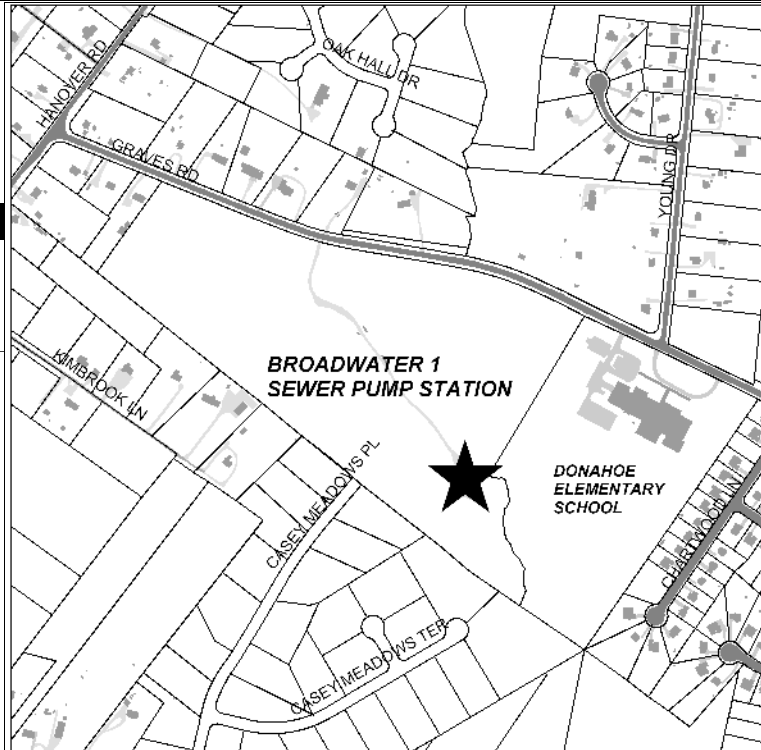 OAK HALL DR
HANOVER RD
GRAVES RD
YOUNG DR
BROADWATER 1
SEWER PUMP STATION
KIMBROOK LN
CASEY MEADOWS PL
DONAHOE
ELEMENTARY
SCHOOL
CHARTWOOD LN
CASEY MEADOWS TER